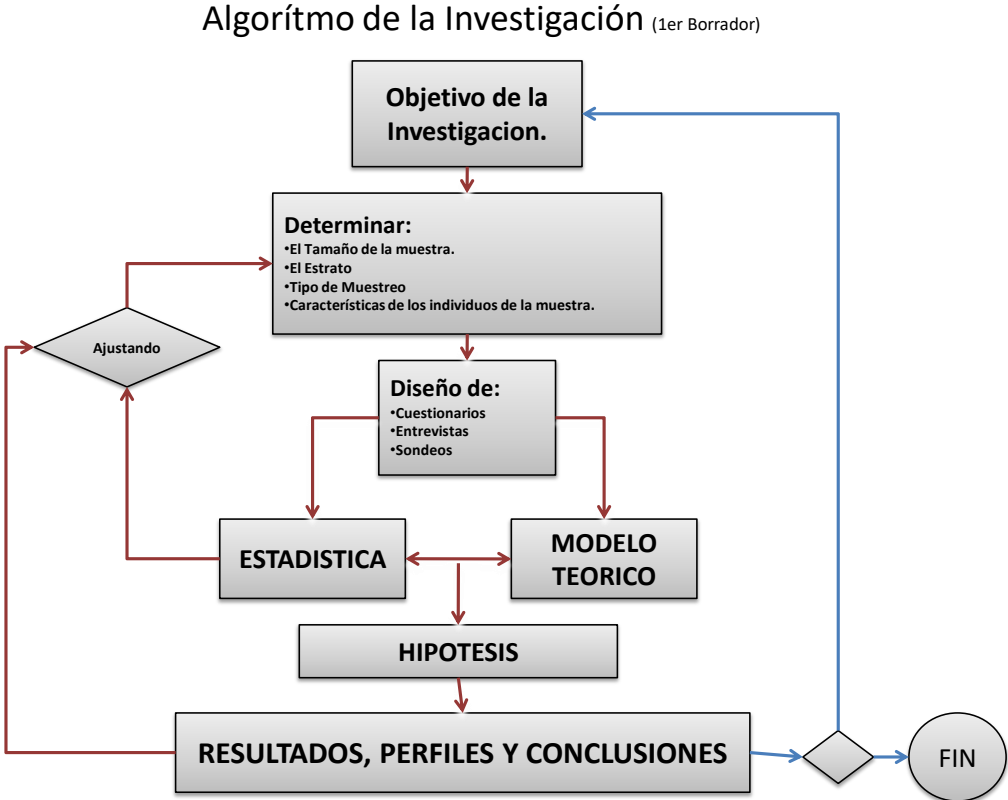 Algorítmo de la Investigación (1er Borrador)
Objetivo de la
Investigacion.
Determinar:
•El Tamaño de la muestra.
•El Estrato
•Tipo de Muestreo
•Características de los individuos de la muestra.
Ajustando
Diseño de:
•Cuestionarios
•Entrevistas
•Sondeos
ESTADISTICA
MODELO
TEORICO
HIPOTESIS
RESULTADOS, PERFILES Y CONCLUSIONES
FIN